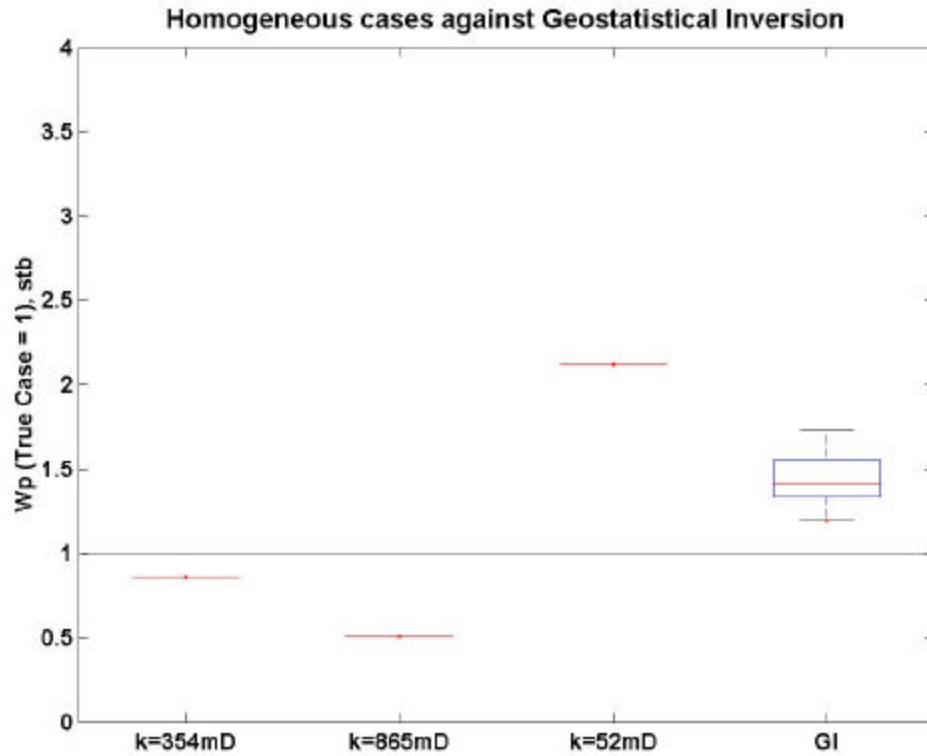 Homogeneous cases against Geostatistical Inversion
Wp (True Case = 1), stb
4
3.5
3
2.5
2
1.5
1
0.5
0
k=354mD
k=865mD
k=52mD
GI